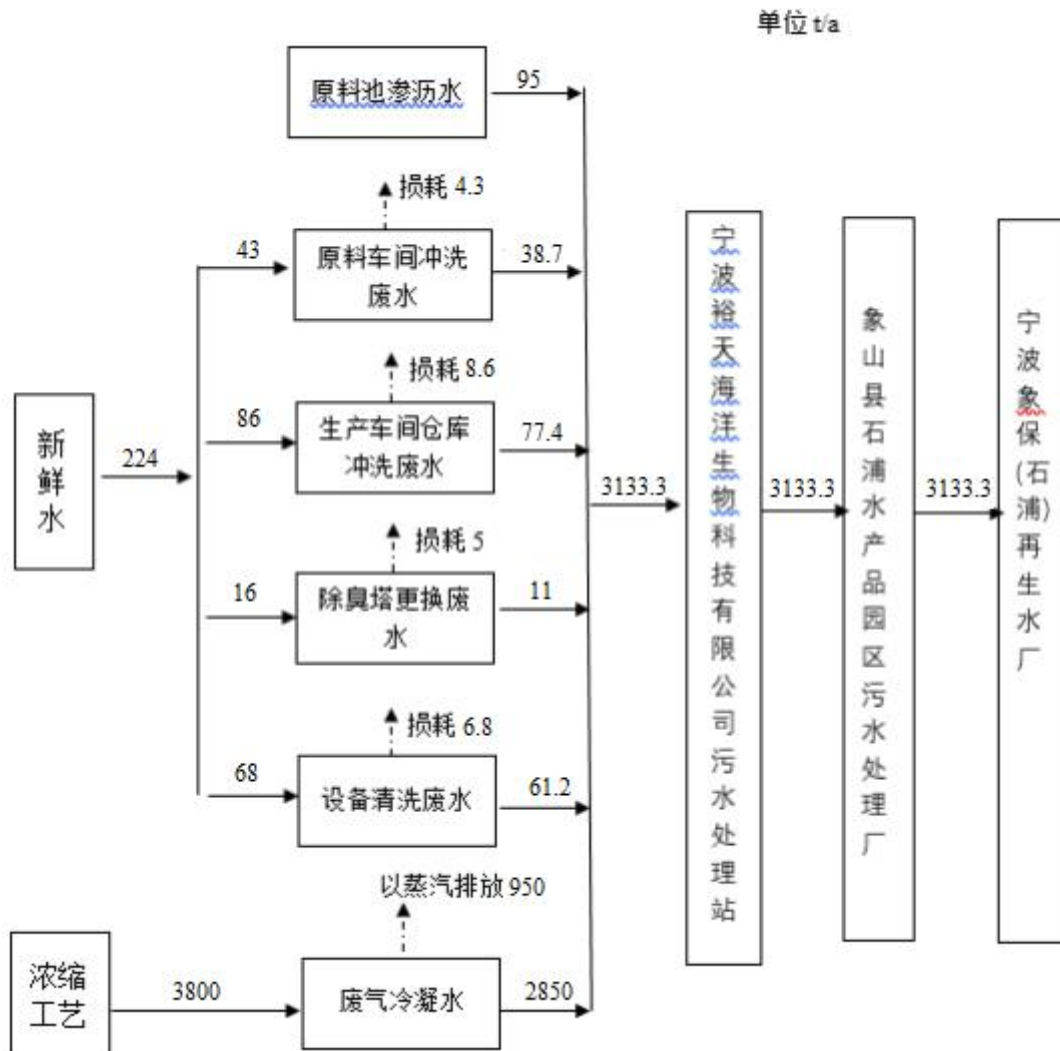 单位 t/a
原料池渗沥水
95
损耗 4.3
43
原料车间冲洗
废水
38.7
损耗 8.6
86
生产车间仓库
冲洗废水
77.4
新鲜水
224
损耗 5
16
除臭塔更换废
水
11
损耗 6.8
68
设备清洗废水
61.2
以蒸汽排放 950
浓缩
工艺
3800
废气冷凝水
2850
3133.3
宁波裕天海洋生物科技有限公司污水处理站
3133.3
象山县石浦水产品园区污水处理厂
3133.3
宁波象保(石浦)再生水厂